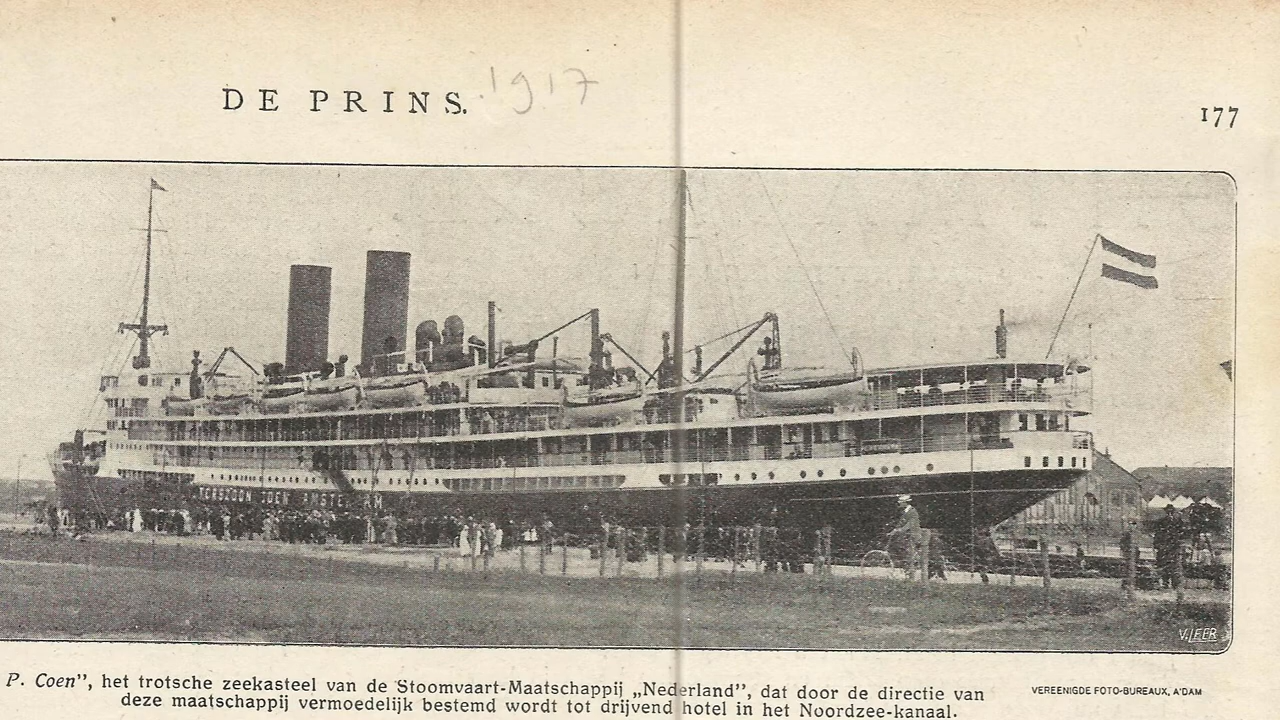 DE PRINS. 1917
177
TERSZOON COEN AMSTERDAM
V.LEER
P. Coen”, het trotsche zeekasteel van de Stoomvaart-Maatschappij „Nederland”, dat door de directie van
deze maatschappij vermoedelijk bestemd wordt tot drijvend hotel in het Noordzee-kanaal.
VEREENIGDE FOTO-BUREAUX, A'DAM